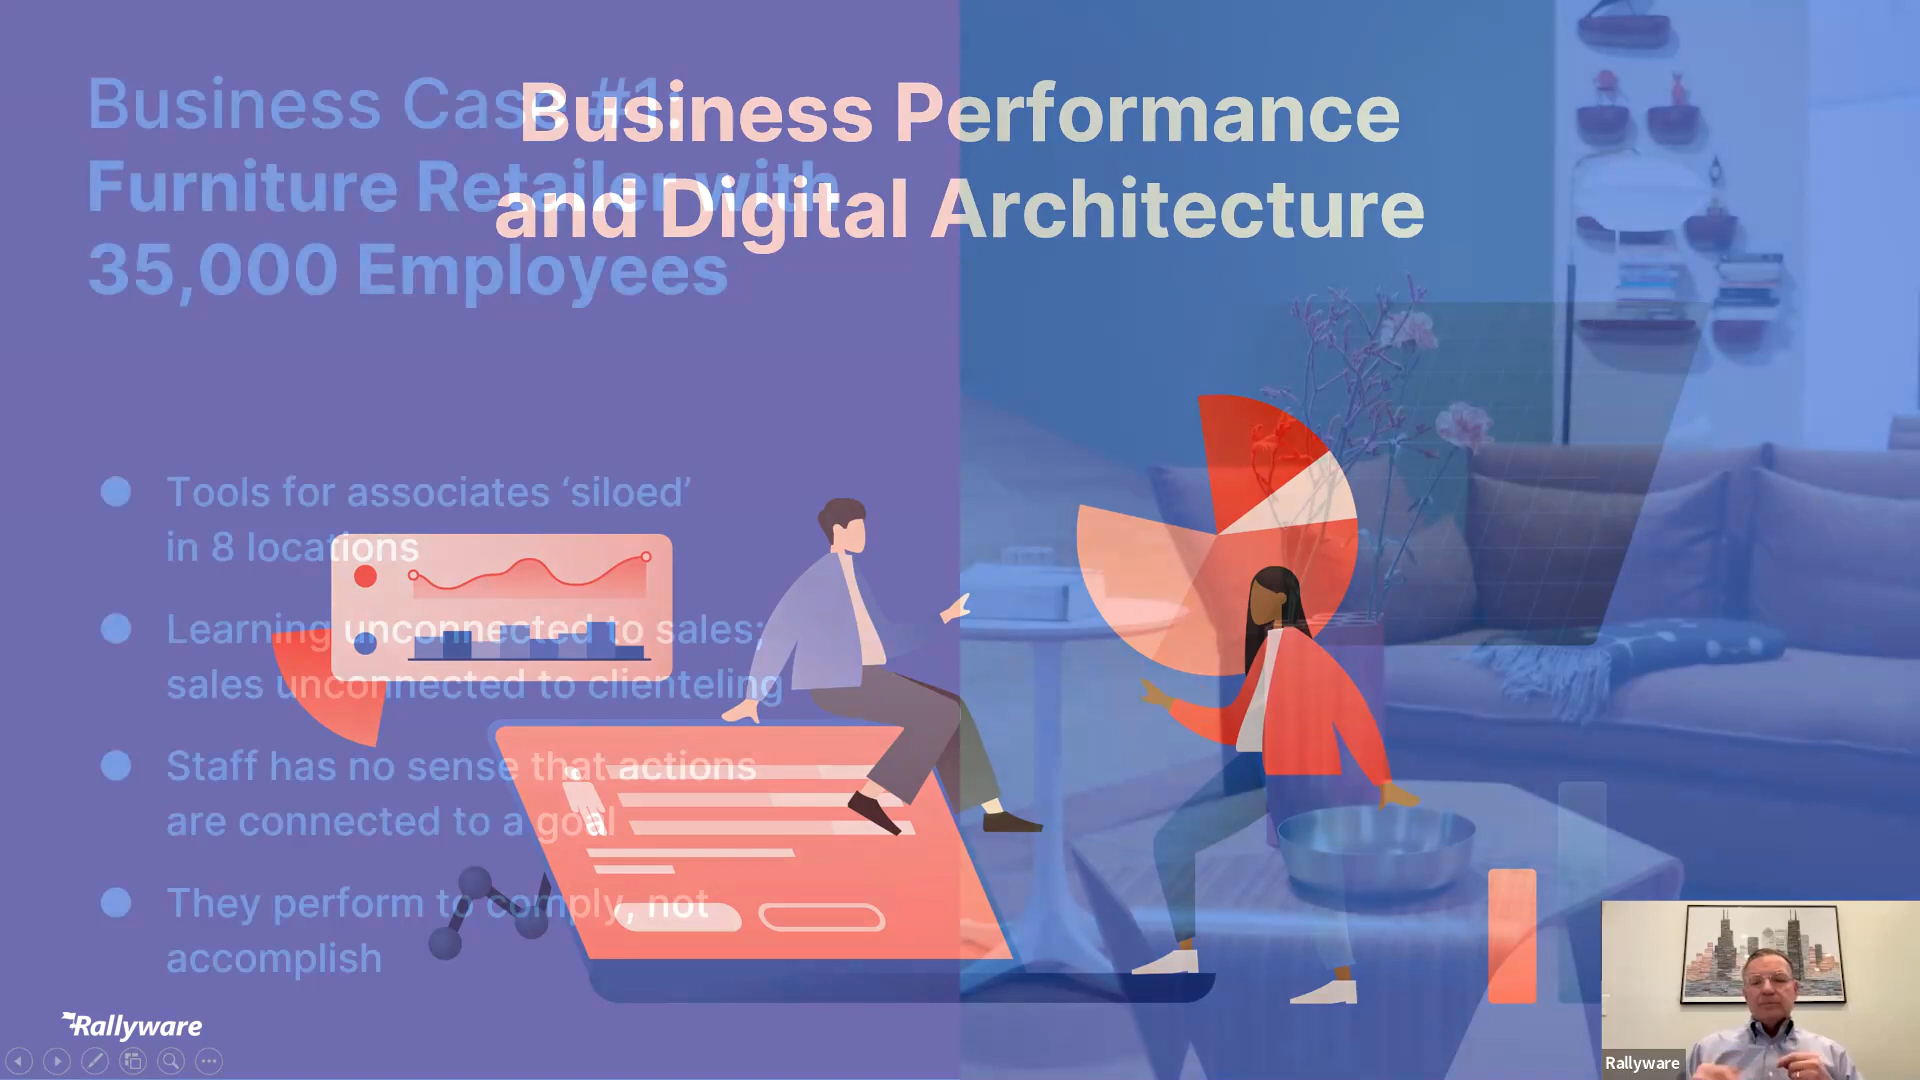 Business Performance
and Digital Architecture
Business Case #1:
Furniture Retailer with
35,000 Employees
Tools for associates ‘siloed’
in 8 locations
Learning unconnected to sales;
sales unconnected to clienteling
Staff has no sense that actions
are connected to a goal
They perform to comply, not
accomplish
Rallyware
Rallyware